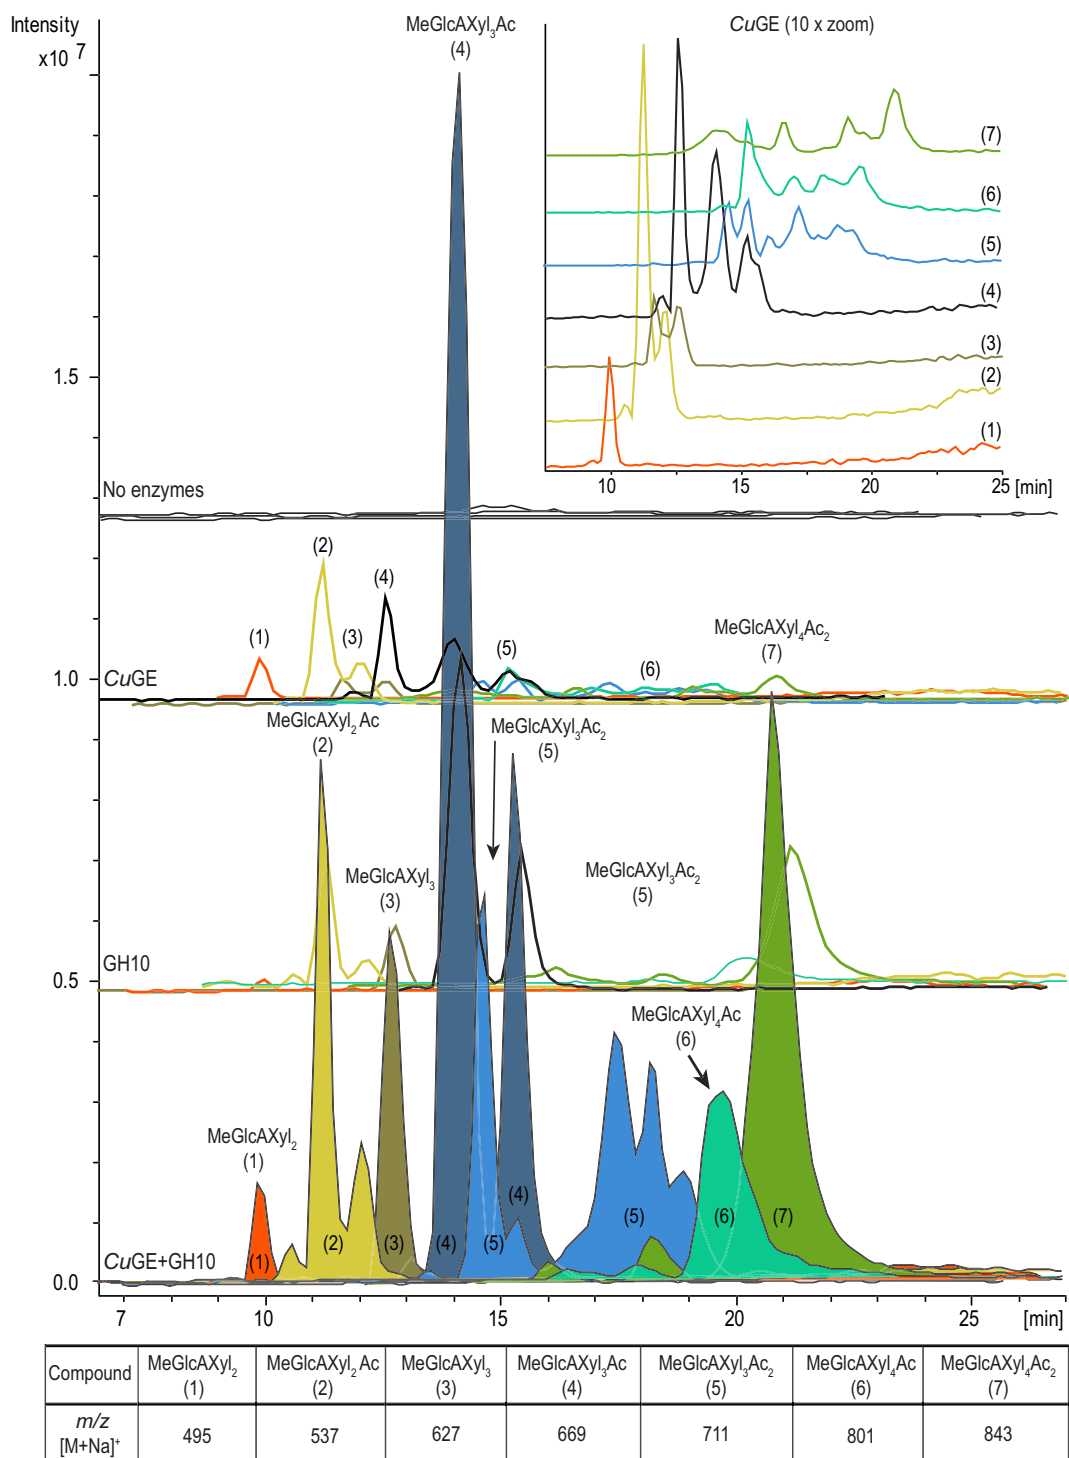 Intensity
x10 7
MeGlcAXyl3Ac
(4)
CuGE (10 x zoom)
(7)
(6)
(5)
(4)
(3)
(2)
(1)
10
15
20
25
[min]
1.5
No enzymes
(2)
(4)
(1)
(3)
(5)
(6)
MeGlcAXyl4Ac2
(7)
1.0
CuGE
MeGlcAXyl2 Ac
(2)
MeGlcAXyl3Ac2
(5)
MeGlcAXyl3
(3)
MeGlcAXyl3Ac2
(5)
GH10
0.5
MeGlcAXyl4Ac
(6)
MeGlcAXyl2
(1)
(1)
(2)
(3)
(4)
(5)
(4)
(5)
(6)
(7)
CuGE+GH10
0.0
7
10
15
20
25
[min]
Compound
MeGlcAXyl2
(1)
MeGlcAXyl2 Ac
(2)
MeGlcAXyl3
(3)
MeGlcAXyl3Ac
(4)
MeGlcAXyl3Ac2
(5)
MeGlcAXyl4Ac
(6)
MeGlcAXyl4Ac2
(7)
m/z
[M+Na]+
495
537
627
669
711
801
843